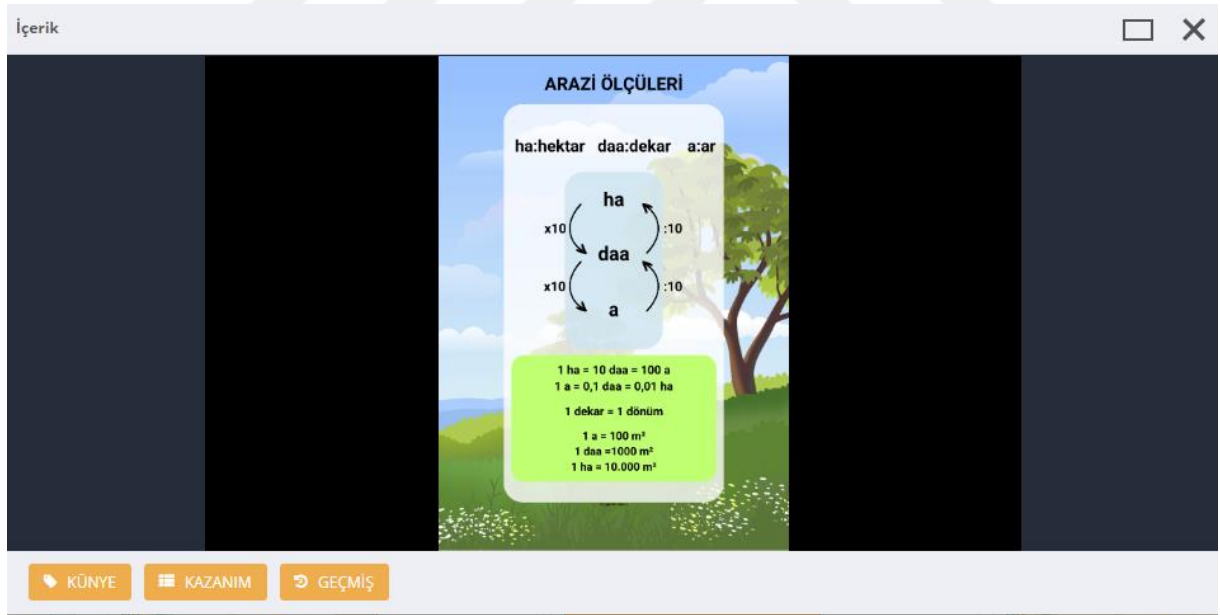 İçerik
ARAZİ ÖLÇÜLERİ
ha:hektar daa:dekar a:ar
ha
x10 :10
daa
x10 :10
a
1 ha = 10 daa = 100 a
1 a = 0,1 daa = 0,01 ha
1 dekar = 1 dönüm
1 a = 100 m²
1 daa =1000 m²
1 ha = 10.000 m²
KÜNYE KAZANIM GEÇMİŞ